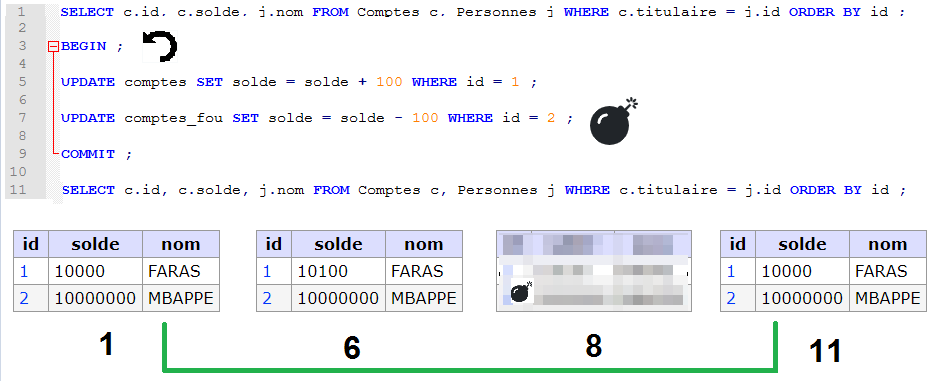 1 SELECT c.id, c.solde, j.nom FROM Comptes c, Personnes j WHERE c.titulaire = j.id ORDER BY id ;
2
3 BEGIN ;
4
5 UPDATE comptes SET solde = solde + 100 WHERE id = 1 ;
6
7 UPDATE comptes_fou SET solde = solde - 100 WHERE id = 2 ;
8
9 COMMIT ;
10
11 SELECT c.id, c.solde, j.nom FROM Comptes c, Personnes j WHERE c.titulaire = j.id ORDER BY id ;
id solde nom
1 10000 FARAS
2 10000000 MBAPPE
id solde nom
1 10100 FARAS
2 10000000 MBAPPE
id solde nom
1 10000 FARAS
2 10000000 MBAPPE
1 6 8 11